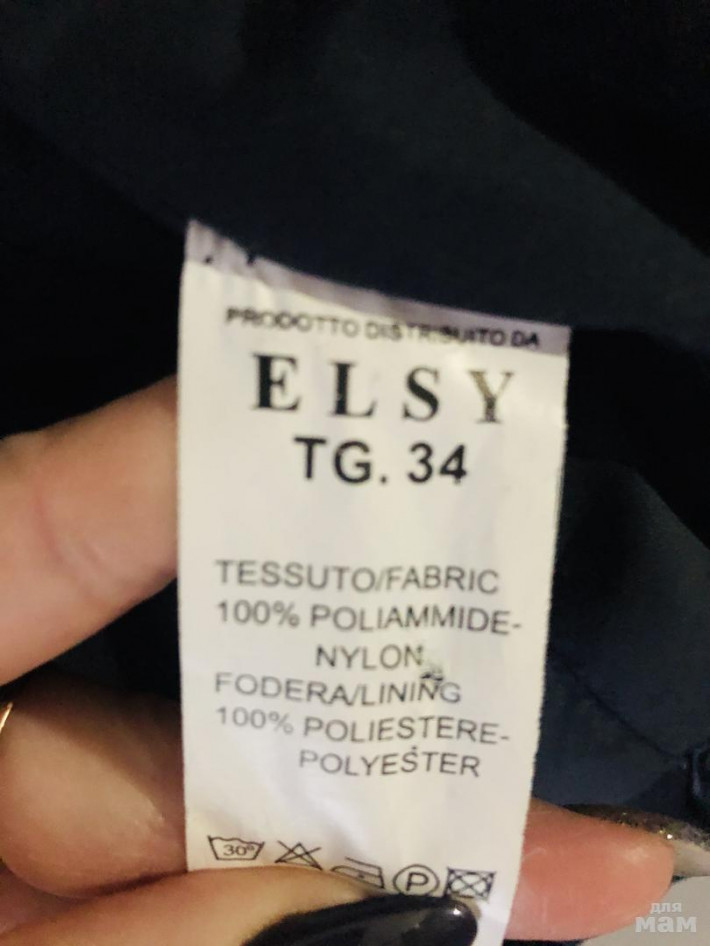 PRODOTTO DISTRIBUITO DA
ELSY
TG. 34
TESSUTO/FABRIC
100% POLIAMMIDE-
NYLON
FODERA/LINING
100% POLIESTERE-
POLYESTER
30°
P
для
мам